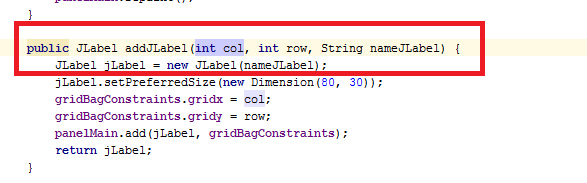 }
public JLabel addJLabel(int col, int row, String nameJLabel) {
JLabel jLabel = new JLabel(nameJLabel);
jLabel.setPreferredSize(new Dimension(80, 30));
gridBagConstraints.gridx = col;
gridBagConstraints.gridy = row;
panelMain.add(jLabel, gridBagConstraints);
return jLabel;
}